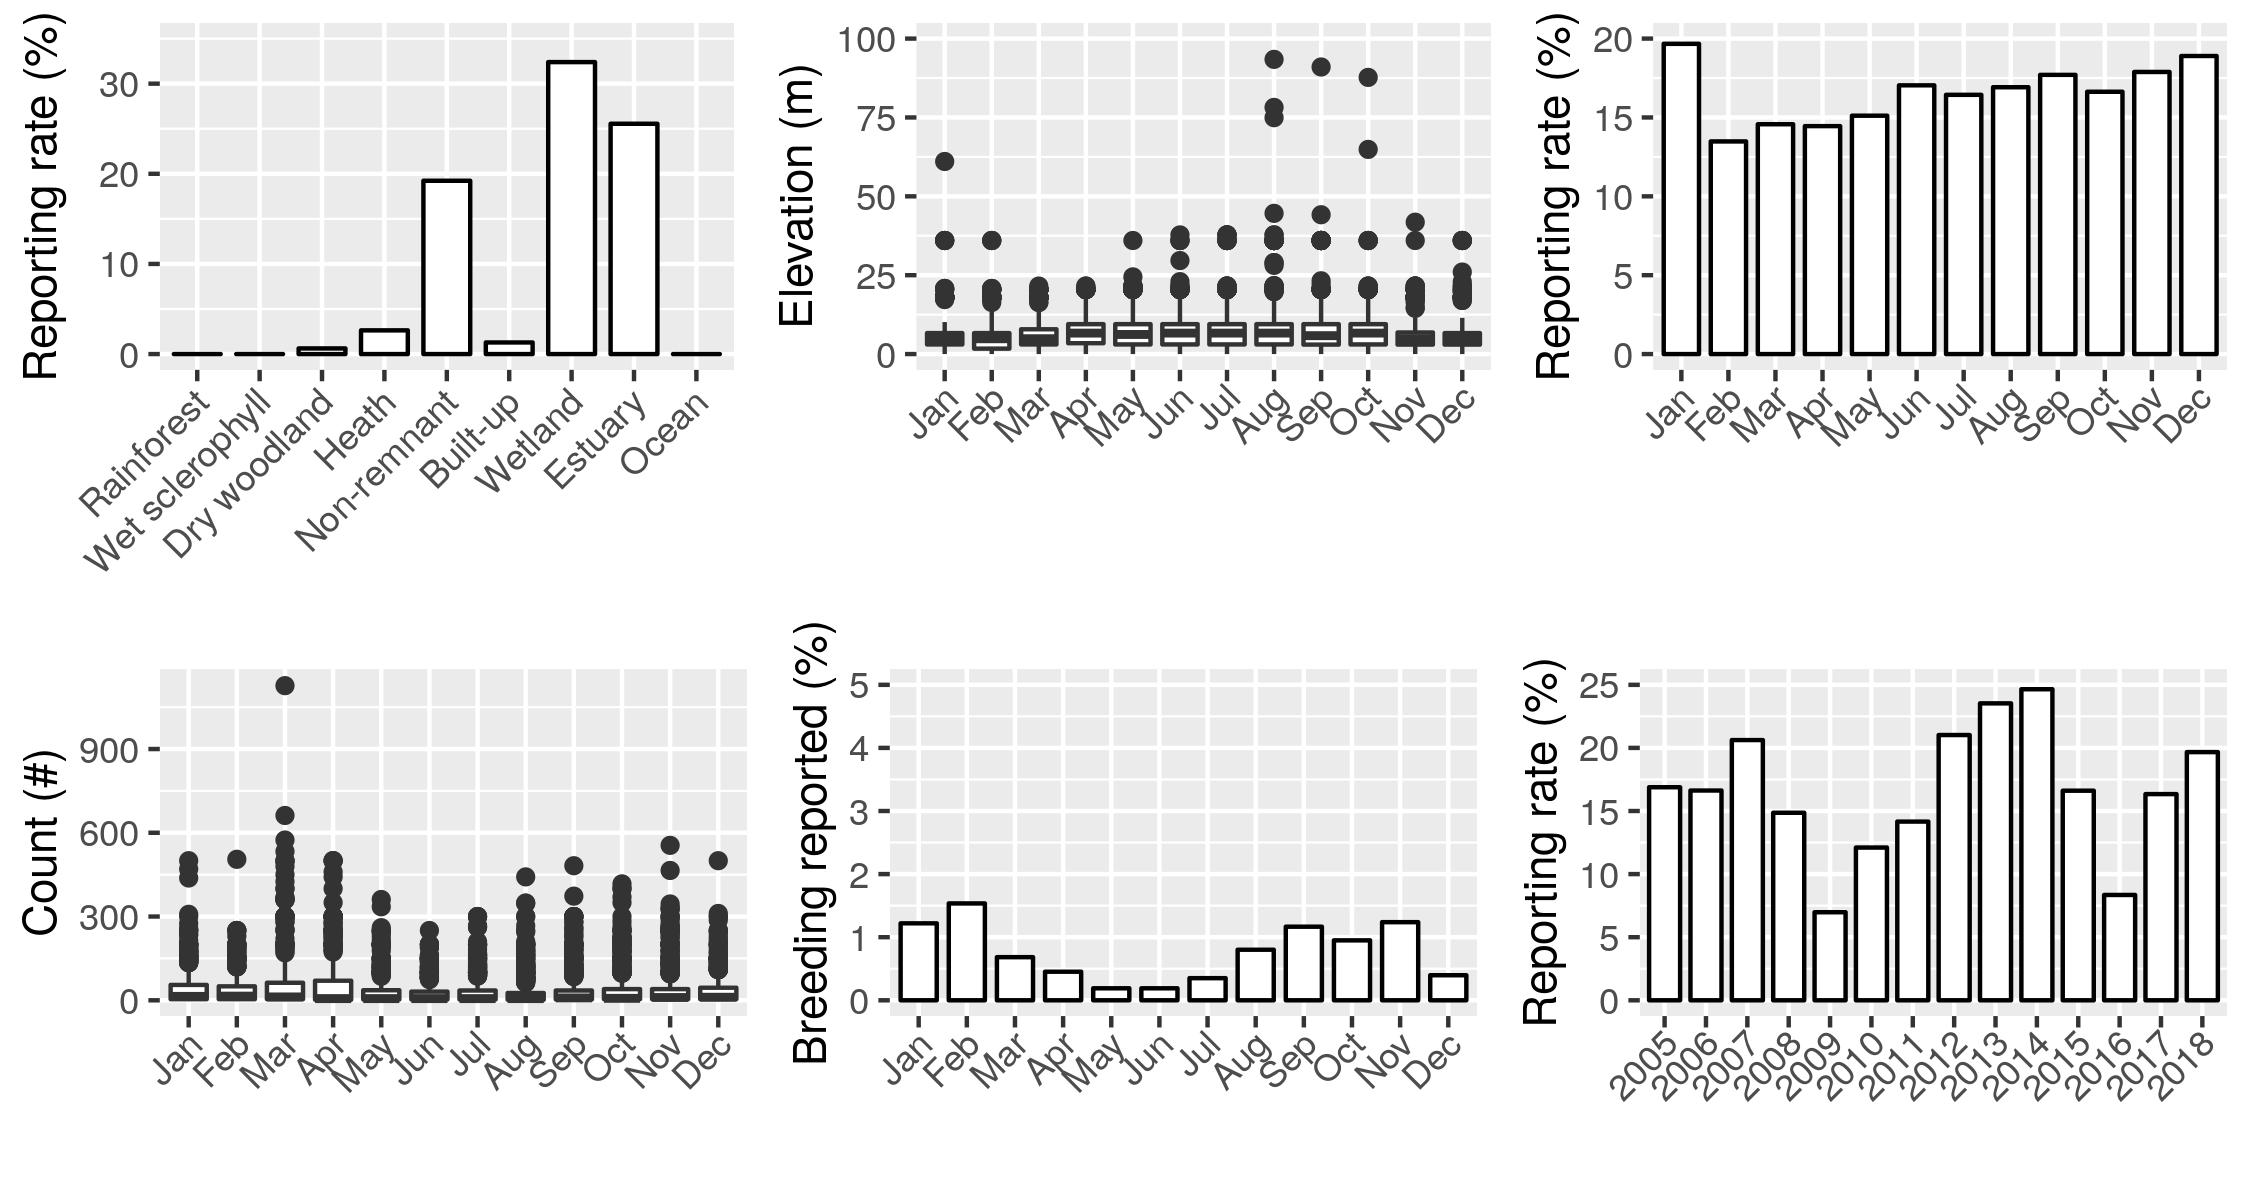 Reporting rate (%)
30
20
10
0
Rainforest
Wet sclerophyll
Dry woodland
Heath
Non-remnant
Built-up
Wetland
Estuary
Ocean
Elevation (m)
100
75
50
25
0
Jan
Feb
Mar
Apr
May
Jun
Jul
Aug
Sep
Oct
Nov
Dec
Reporting rate (%)
20
15
10
5
0
Jan
Feb
Mar
Apr
May
Jun
Jul
Aug
Sep
Oct
Nov
Dec
Count (#)
900
600
300
0
Jan
Feb
Mar
Apr
May
Jun
Jul
Aug
Sep
Oct
Nov
Dec
Breeding reported (%)
5
4
3
2
1
0
Jan
Feb
Mar
Apr
May
Jun
Jul
Aug
Sep
Oct
Nov
Dec
Reporting rate (%)
25
20
15
10
5
0
2005
2006
2007
2008
2009
2010
2011
2012
2013
2014
2015
2016
2017
2018